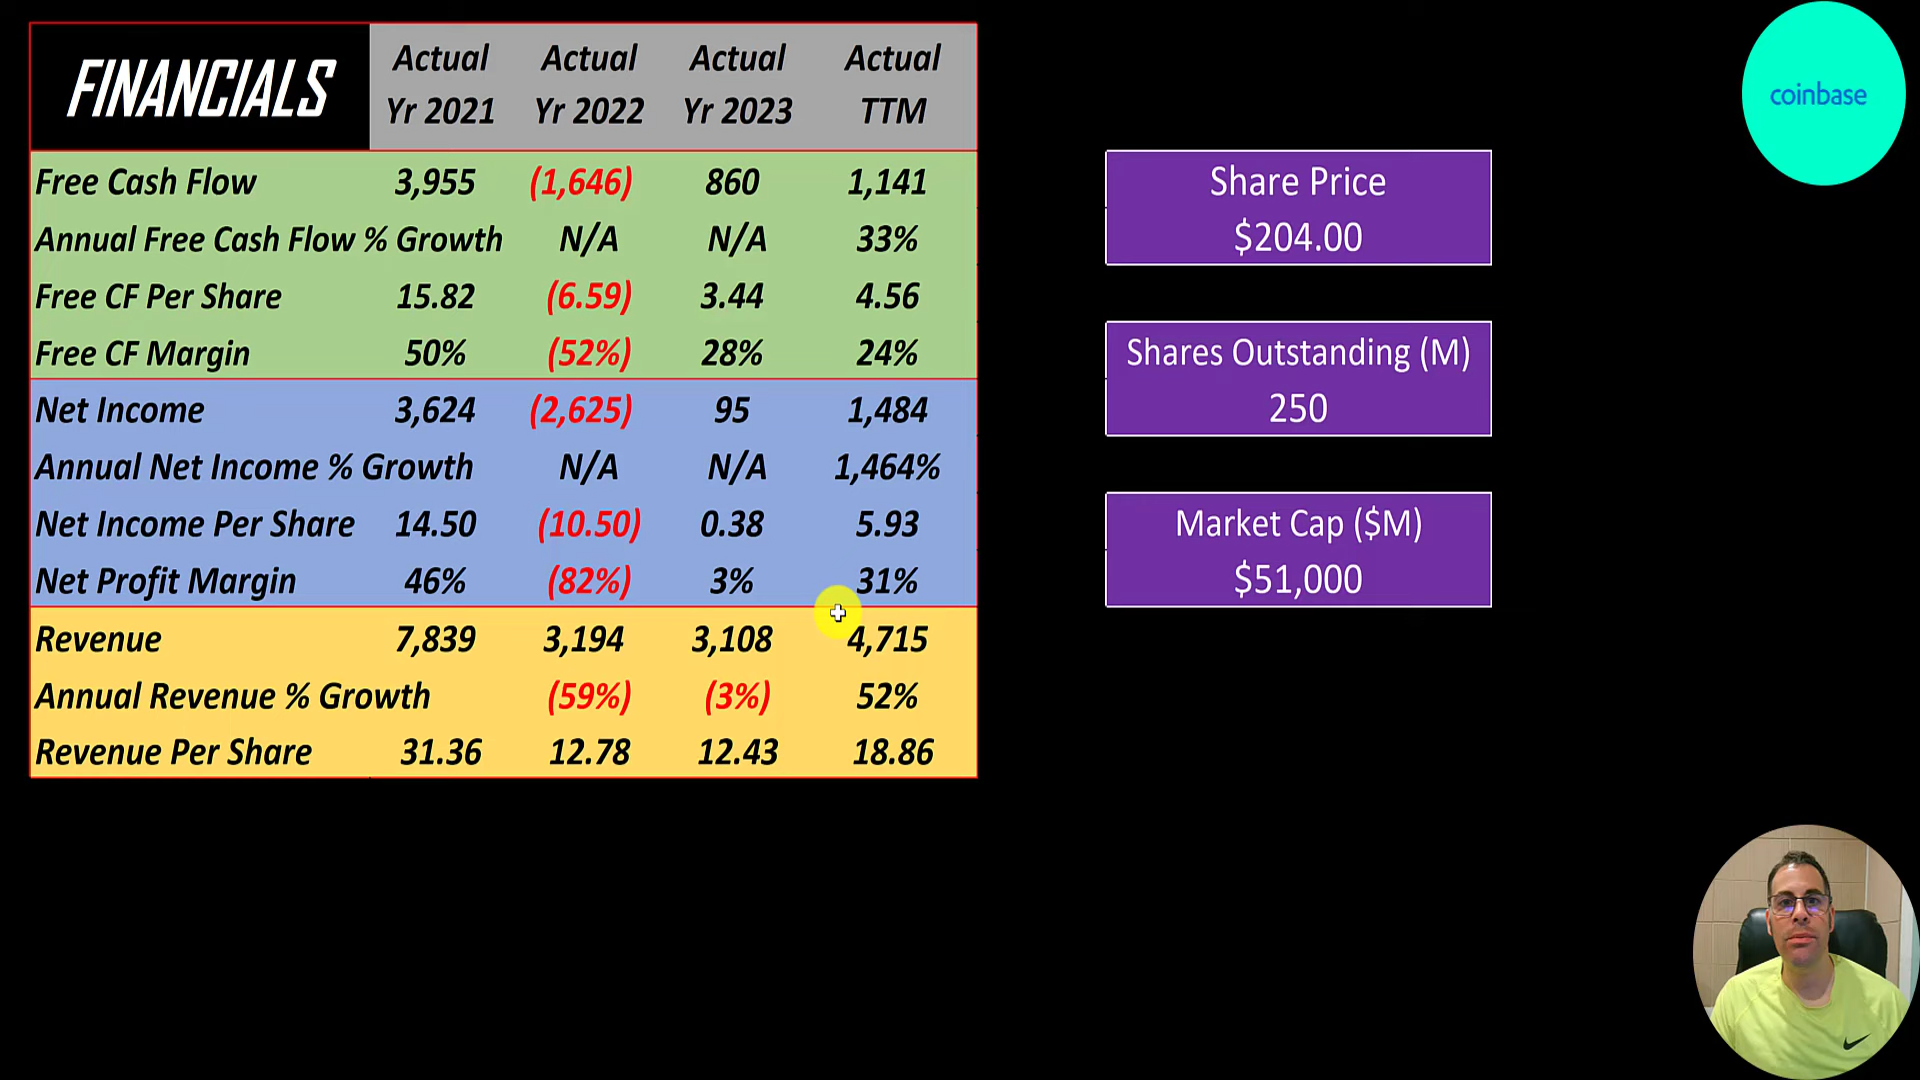 FINANCIALS
Actual Actual Actual Actual
Yr 2021 Yr 2022 Yr 2023 TTM
Free Cash Flow 3,955 (1,646) 860 1,141
Annual Free Cash Flow % Growth N/A N/A 33%
Free CF Per Share 15.82 (6.59) 3.44 4.56
Free CF Margin 50% (52%) 28% 24%
Net Income 3,624 (2,625) 95 1,484
Annual Net Income % Growth N/A N/A 1,464%
Net Income Per Share 14.50 (10.50) 0.38 5.93
Net Profit Margin 46% (82%) 3% 31%
Revenue 7,839 3,194 3,108 4,715
Annual Revenue % Growth (59%) (3%) 52%
Revenue Per Share 31.36 12.78 12.43 18.86
Share Price
$204.00
Shares Outstanding (M)
250
Market Cap ($M)
$51,000
coinbase